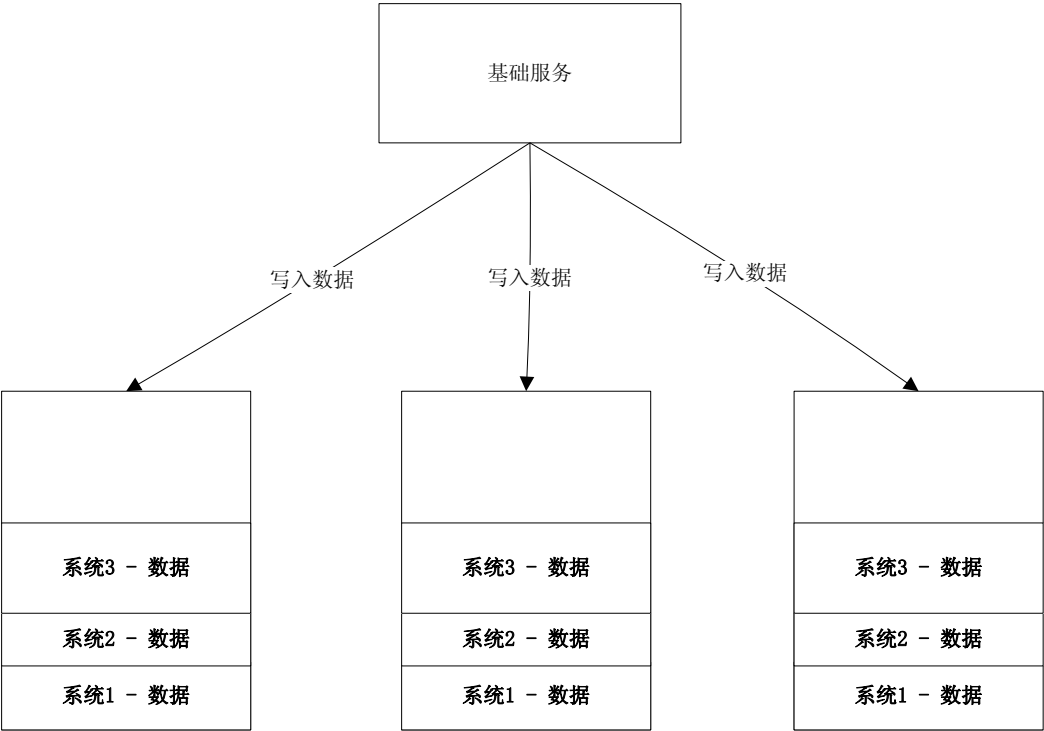 基础服务
写入数据
写入数据
写入数据
系统3 - 数据
系统3 - 数据
系统3 - 数据
系统2 - 数据
系统2 - 数据
系统2 - 数据
系统1 - 数据
系统1 - 数据
系统1 - 数据